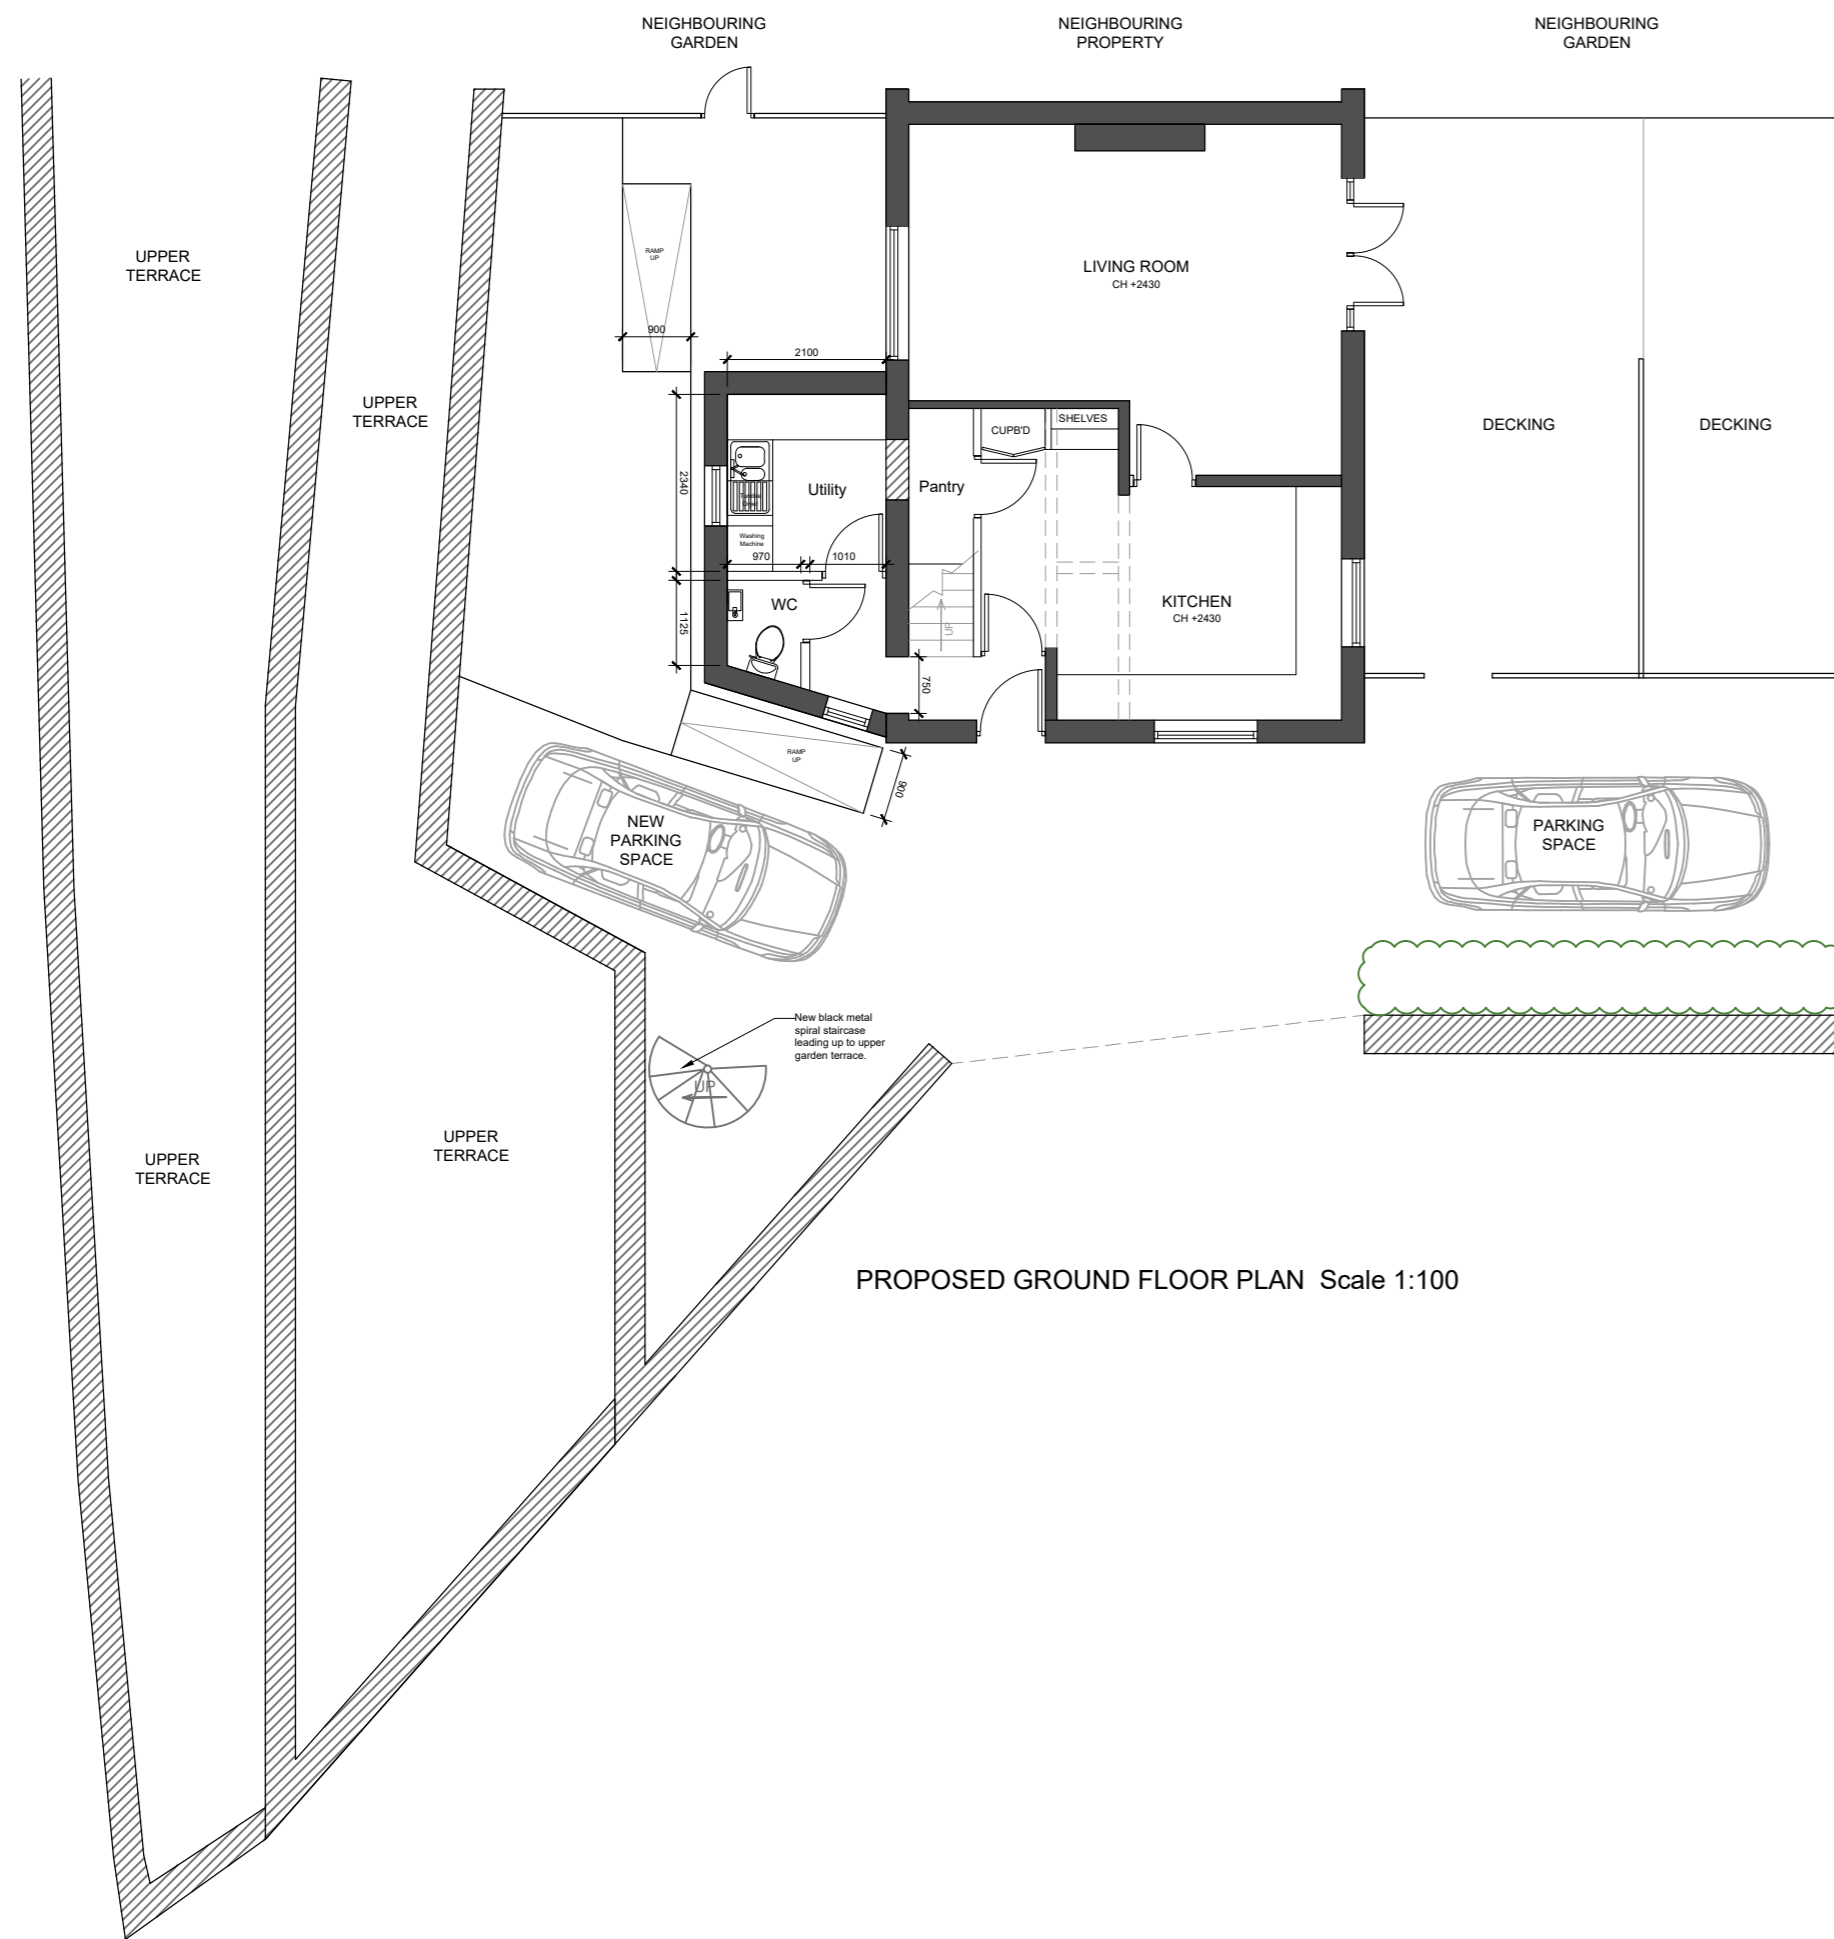 NEIGHBOURING
GARDEN
NEIGHBOURING
PROPERTY
NEIGHBOURING
GARDEN
UPPER
TERRACE
RAMP
UP
LIVING ROOM
CH +2430
900
2100
UPPER
TERRACE
CUPB'D
SHELVES
DECKING
DECKING
2340
Utility
Pantry
Tumble
Dryer
Washing
Machine
970
1010
WC
1125
UP
KITCHEN
CH +2430
750
RAMP
UP
900
NEW
PARKING
SPACE
PARKING
SPACE
New black metal
spiral staircase
leading up to upper
garden terrace.
UP
UPPER
TERRACE
UPPER
TERRACE
PROPOSED GROUND FLOOR PLAN Scale 1:100